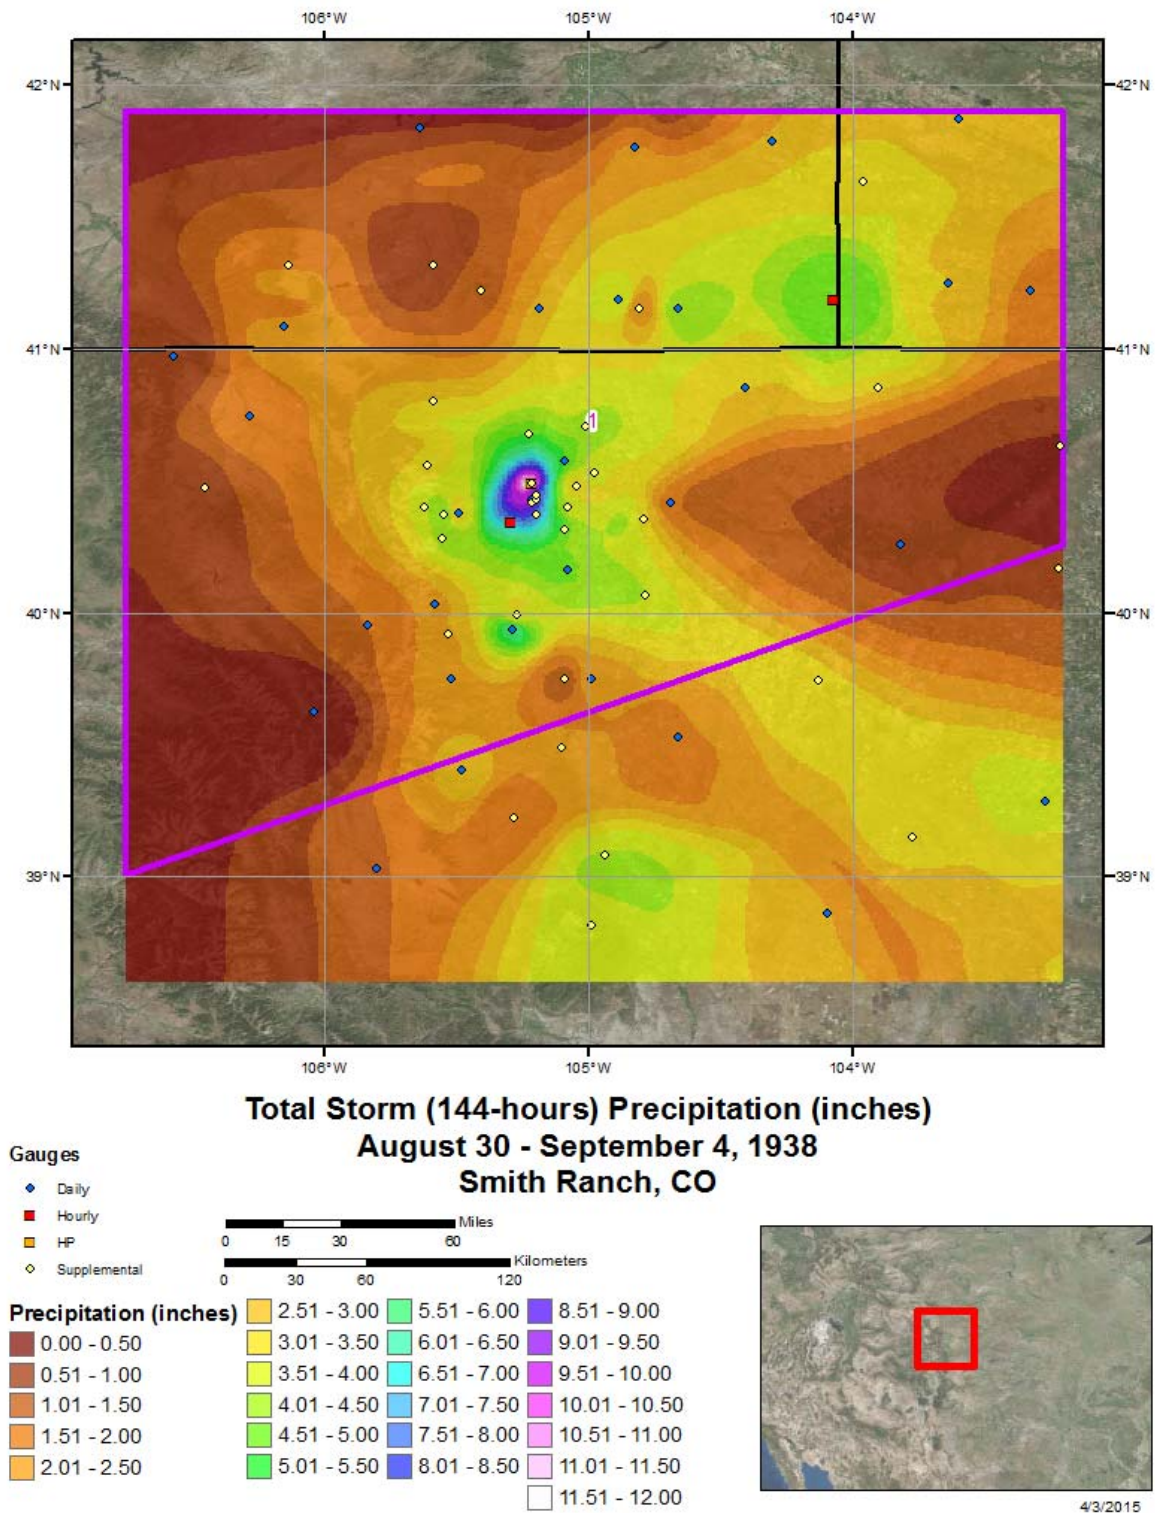 106°W 105°W 104°W
42°N 42°N
41°N 41°N
1
40°N 40°N
39°N 39°N
106°W 105°W 104°W
Total Storm (144-hours) Precipitation (inches)
August 30 - September 4, 1938
Smith Ranch, CO
Gauges
Daily
Hourly
HP
Supplemental
Miles
0 15 30 60
Kilometers
0 30 60 120
Precipitation (inches)
0.00 - 0.50
0.51 - 1.00
1.01 - 1.50
1.51 - 2.00
2.01 - 2.50
2.51 - 3.00
3.01 - 3.50
3.51 - 4.00
4.01 - 4.50
4.51 - 5.00
5.01 - 5.50
5.51 - 6.00
6.01 - 6.50
6.51 - 7.00
7.01 - 7.50
7.51 - 8.00
8.01 - 8.50
8.51 - 9.00
9.01 - 9.50
9.51 - 10.00
10.01 - 10.50
10.51 - 11.00
11.01 - 11.50
11.51 - 12.00
4/3/2015